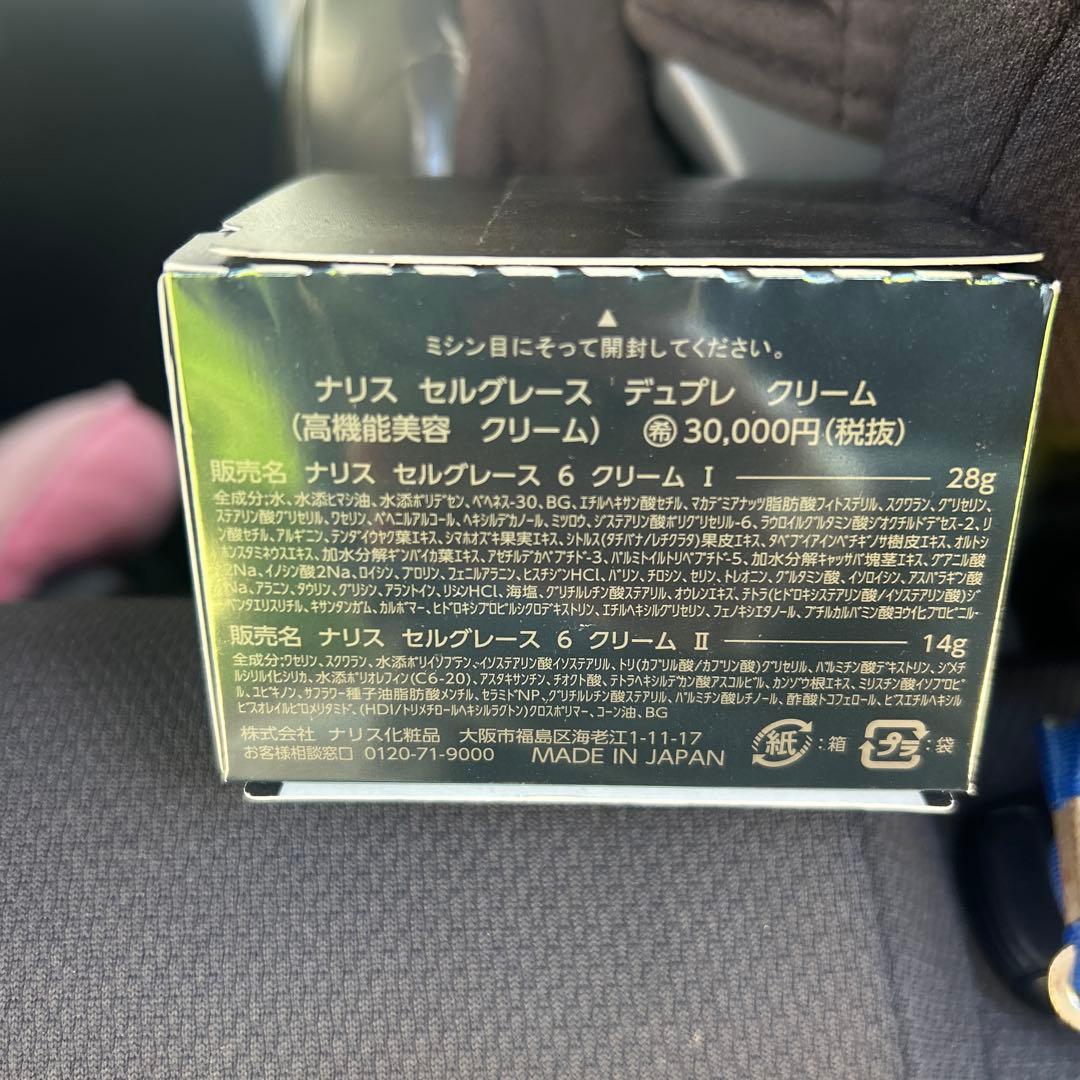 ▲
ミシン目にそって開封してください。
ナリス セルグレース デュプレ クリーム
(高機能美容 クリーム) ㊕30,000円(税抜)
販売名 ナリス セルグレース 6 クリーム Ⅰ 28g
全成分;水、水添ヒマシ油、水添ポリデセン、ベヘネス-30、BG、エチルヘキサン酸セチル、マカデミアナッツ脂肪酸フィトステリル、スクワラン、グリセリン、
ステアリン酸グリセリル、ワセリン、ベヘニルアルコール、ヘキシルデカノール、ミツロウ、ジステアリン酸ポリグリセリル-6、ラウロイルグルタミン酸ジオクチルドデセス-2、リ
ン酸セチル、アルギニン、テンダイウヤク葉エキス、シマホオズキ果実エキス、シトルス(タチバナ/レチクラタ)果皮エキス、タベブイアインペチギノサ樹皮エキス、オルトシ
ホンスタミネウスエキス、加水分解ギンバイカ葉エキス、アセチルデカペプチド-3、パルミトイルトリペプチド-5、加水分解キャッサバ塊茎エキス、グアニル酸
2Na、イノシン酸2Na、ロイシン、プロリン、フェニルアラニン、ヒスチジンHCl、バリン、チロシン、セリン、トレオニン、グルタミン酸、イソロイシン、アスパラギン酸
Na、アラニン、タウリン、グリシン、アラントイン、リシンHCl、海塩、グリチルレチン酸ステアリル、オウレンエキス、テトラ(ヒドロキシステアリン酸/イソステアリン酸)ジ
ペンタエリスリチル、キサンタンガム、カルボマー、ヒドロキシプロピルシクロデキストリン、エチルヘキシルグリセリン、フェノキシエタノール、ブチルカルバミン酸ヨウ化プロピニル
販売名 ナリス セルグレース 6 クリーム Ⅱ 14g
全成分;ワセリン、スクワラン、水添ポリイソブテン、イソステアリン酸イソステアリル、トリ(カプリル酸/カプリン酸)グリセリル、パルミチン酸デキストリン、ジメチ
ルシリル化シリカ、水添ポリオレフィン(C6-20)、アスタキサンチン、チオクト酸、テトラヘキシルデカン酸アスコルビル、カンゾウ根エキス、ミリスチン酸イソプロピ
ル、ユビキノン、サフラワー種子油脂肪酸メンチル、セラミドNP、グリチルレチン酸ステアリル、パルミチン酸レチノール、酢酸トコフェロール、ビスエチルヘキシル
ビスオレイルピロメリタミド、(HDI/トリメチロールヘキシルラクトン)クロスポリマー、コーン油、BG
株式会社 ナリス化粧品 大阪市福島区海老江1-11-17
お客様相談窓口 0120-71-9000 MADE IN JAPAN
紙:箱 プラ:袋